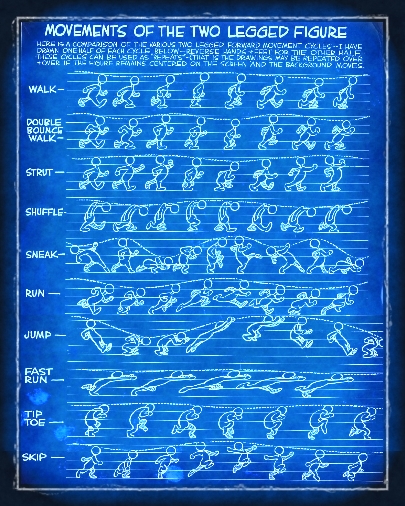 MOVEMENTS OF THE TWO LEGGED FIGURE
HERE IS A COMPARISON OF THE VARIOUS TWO LEGGED FORWARD MOVEMENT CYCLES--I HAVE
DRAWN ONE HALF OF EACH CYCLE BELOW--REVERSE HANDS & FEET FOR THE OTHER HALF.
THESE CYCLES CAN BE USED AS "REPEATS"--(THAT IS THE DRAWINGS MAY BE REPEATED OVER
& OVER IF THE FIGURE REMAINS CENTERED ON THE SCREEN AND THE BACKGROUND MOVES.
WALK-
DOUBLE
BOUNCE
WALK-
STRUT-
SHUFFLE-
SNEAK-
RUN -
JUMP -
FAST
RUN -
TIP
TOE -
SKIP -